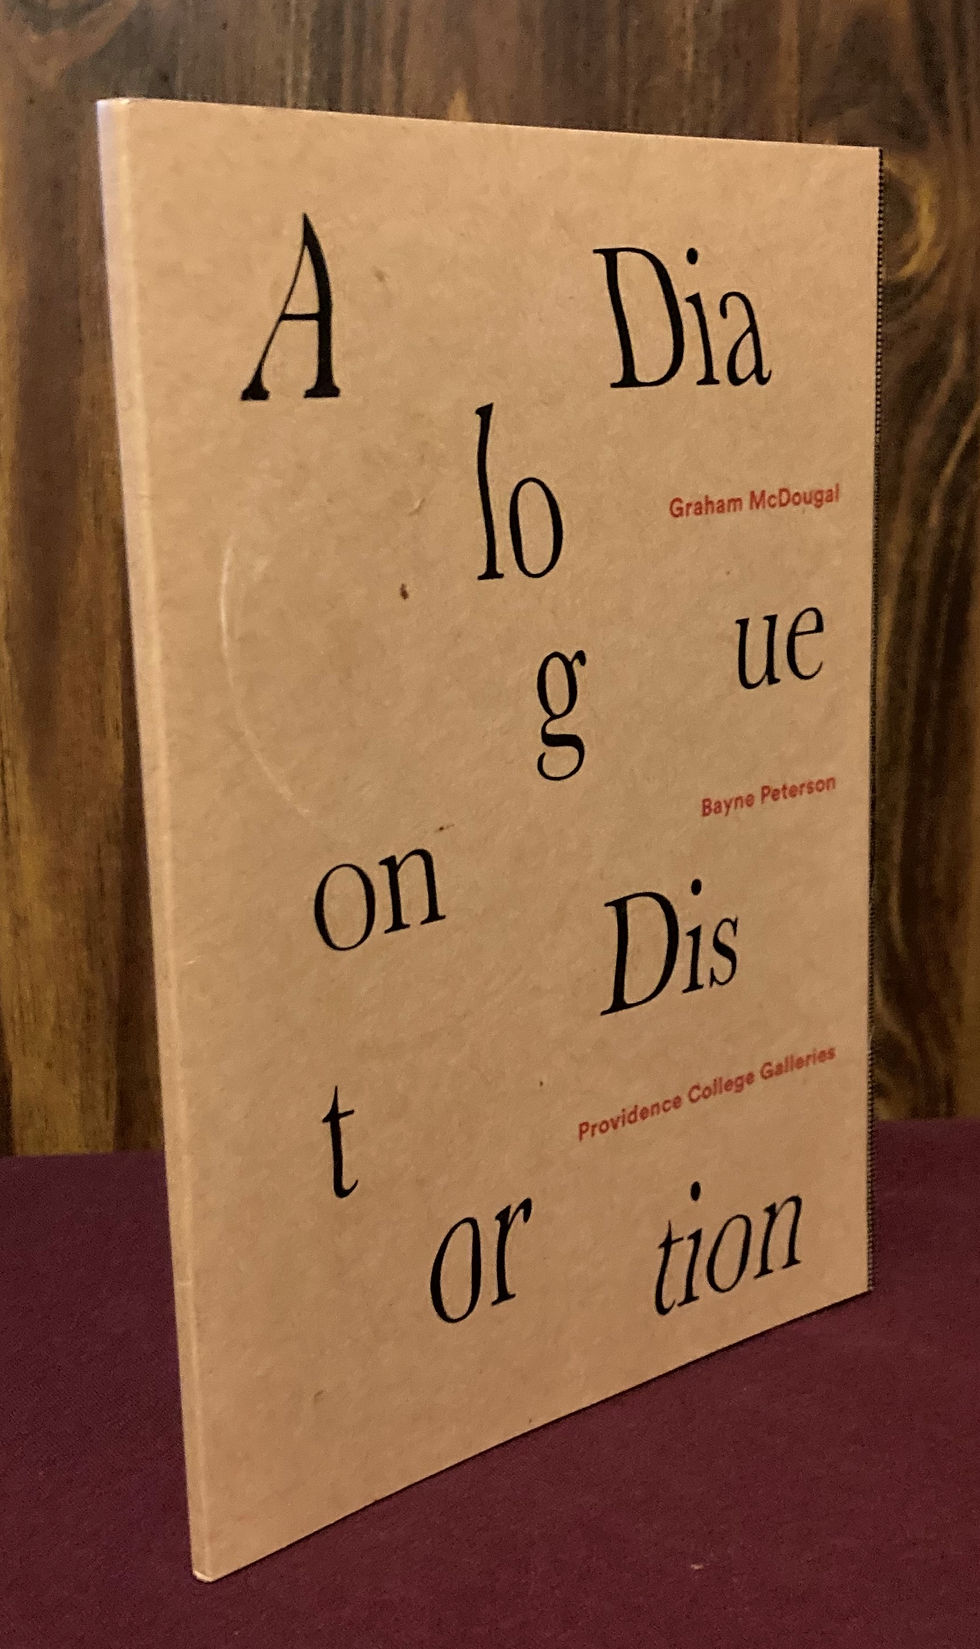 A Dia
lo
Graham McDougal
g ue
Bayne Peterson
on Dis
t
Providence College Galleries
or tion